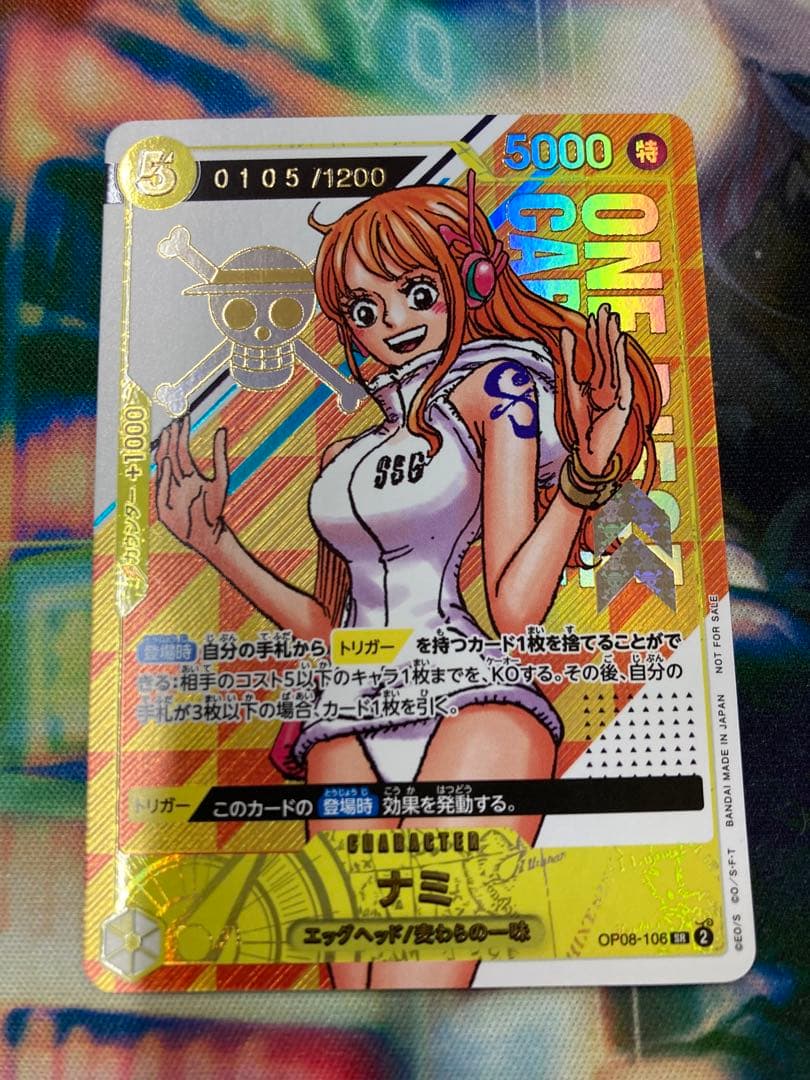 5
0105/1200
5000
特
ONE PIECE
CAR
カウンター+1000
SSG
登場時 自分の手札から トリガー を持つカード1枚を捨てることがで
きる:相手のコスト5以下のキャラ1枚までを、KOする。その後、自分の
手札が3枚以下の場合、カード1枚を引く。
トリガー このカードの 登場時 効果を発動する。
CHARACTER
ナミ
エッグヘッド/麦わらの一味
OP08-106 SR 2
©EO/S ©O/S・F・T BANDAI MADE IN JAPAN NOT FOR SALE